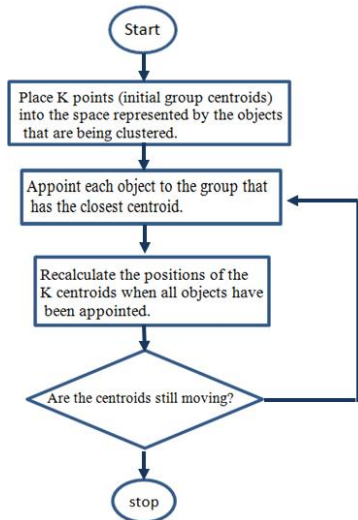 Start
Place K points (initial group centroids)
into the space represented by the objects
that are being clustered.
Appoint each object to the group that
has the closest centroid.
Recalculate the positions of the
K centroids when all objects have
been appointed.
Are the centroids still moving?
stop